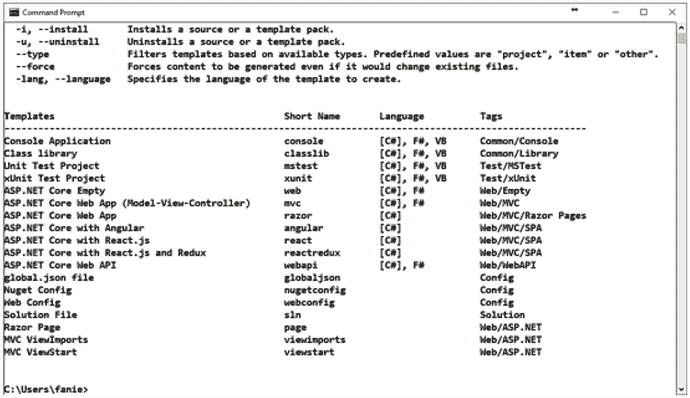 Command Prompt
-i, --install Installs a source or a template pack.
-u, --uninstall Uninstalls a source or a template pack.
--type Filters templates based on available types. Predefined values are "project", "item" or "other".
--force Forces content to be generated even if it would change existing files.
-lang, --language Specifies the language of the template to create.
Templates Short Name Language Tags
----------------------------------------------------------------------------------------------------
Console Application console [C#], F#, VB Common/Console
Class library classlib [C#], F#, VB Common/Library
Unit Test Project mstest [C#], F#, VB Test/MSTest
xUnit Test Project xunit [C#], F#, VB Test/xUnit
ASP.NET Core Empty web [C#], F# Web/Empty
ASP.NET Core Web App (Model-View-Controller) mvc [C#], F# Web/MVC
ASP.NET Core Web App razor [C#] Web/MVC/Razor Pages
ASP.NET Core with Angular angular [C#] Web/MVC/SPA
ASP.NET Core with React.js react [C#] Web/MVC/SPA
ASP.NET Core with React.js and Redux reactredux [C#] Web/MVC/SPA
ASP.NET Core Web API webapi [C#], F# Web/WebAPI
global.json file globaljson Config
Nuget Config nugetconfig Config
Web Config webconfig Config
Solution File sln Solution
Razor Page page Web/ASP.NET
MVC ViewImports viewimports Web/ASP.NET
MVC ViewStart viewstart Web/ASP.NET
C:\Users\fanie>